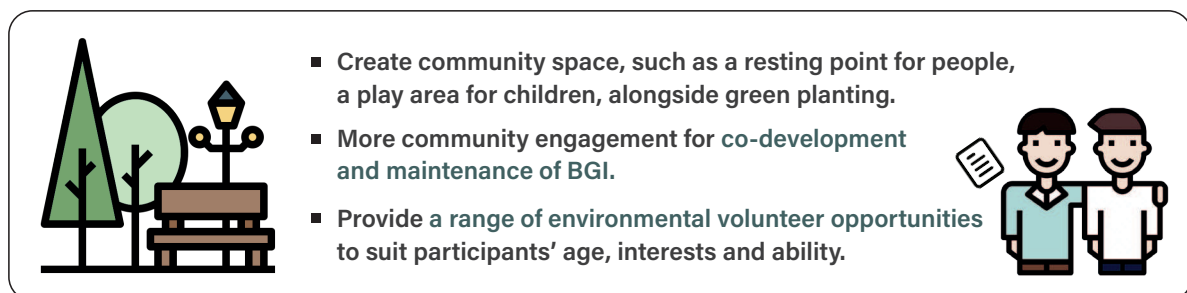 ▪ Create community space, such as a resting point for people,
a play area for children, alongside green planting.
▪ More community engagement for co-development
and maintenance of BGI.
▪ Provide a range of environmental volunteer opportunities
to suit participants' age, interests and ability.